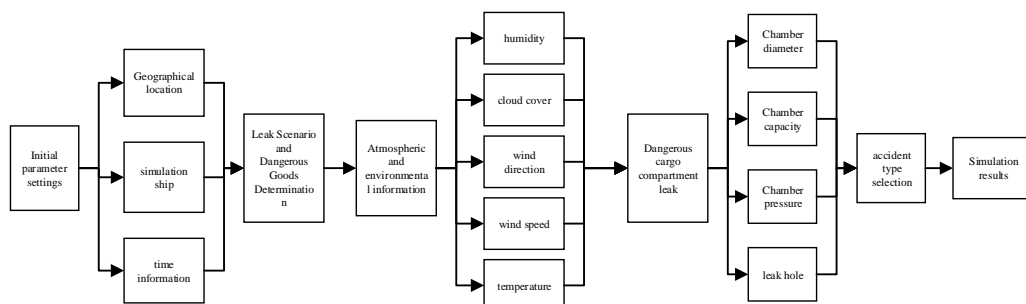 Initial
parameter
settings
Geographical
location
simulation
ship
time
information
Leak Scenario
and
Dangerous
Goods
Determinatio
n
Atmospheric
and
environmenta
l information
humidity
cloud cover
wind
direction
wind speed
temperature
Dangerous
cargo
compartment
leak
Chamber
diameter
Chamber
capacity
Chamber
pressure
leak hole
accident
type
selection
Simulation
results